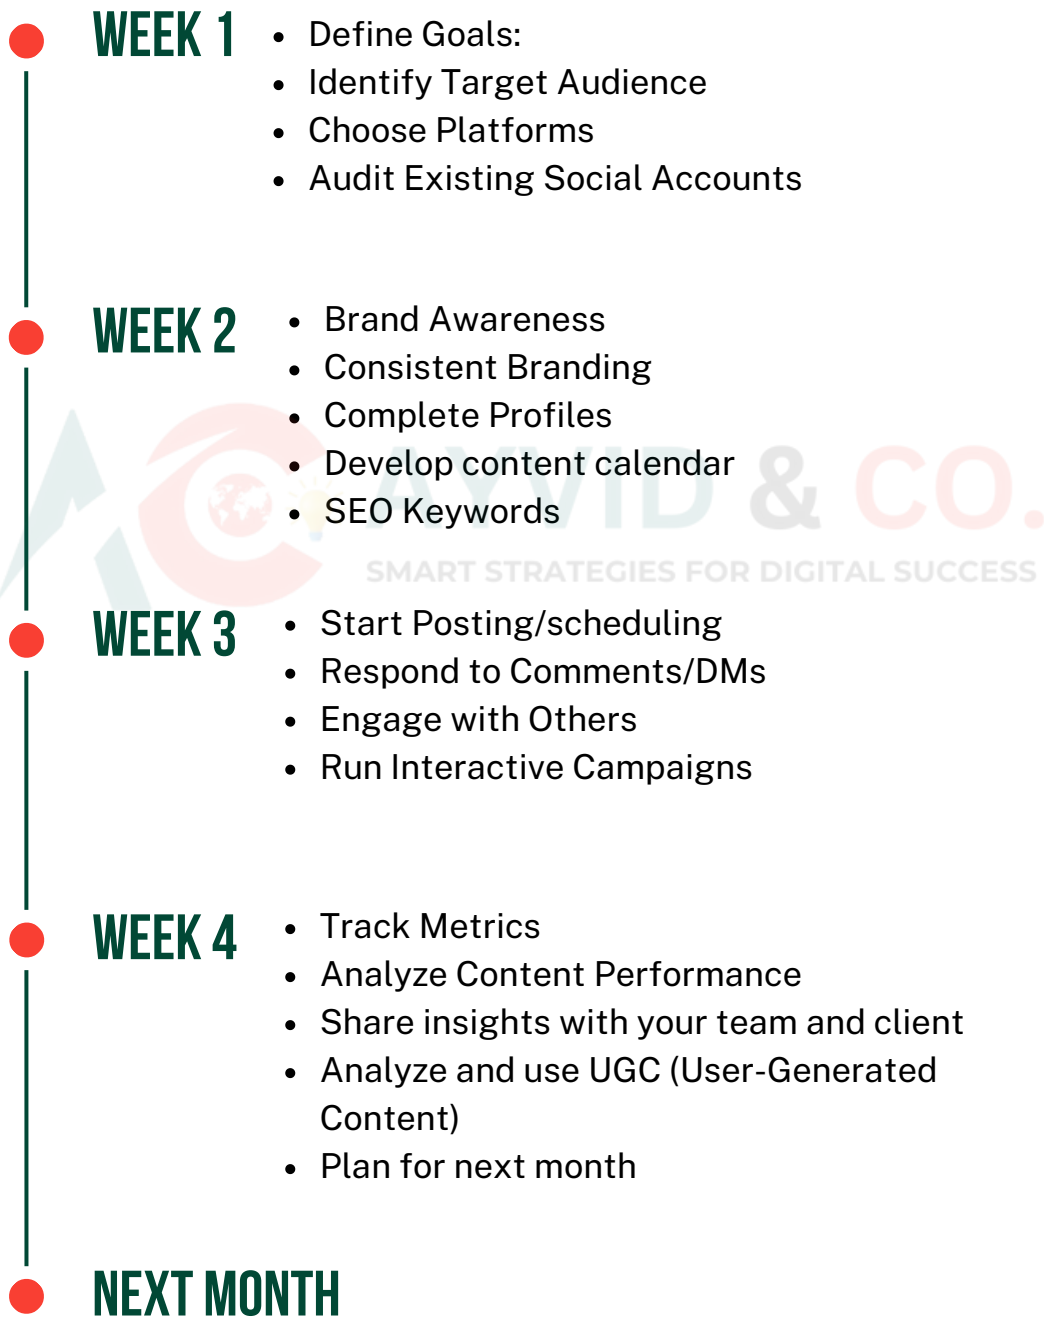 WEEK 1
• Define Goals:
• Identify Target Audience
• Choose Platforms
• Audit Existing Social Accounts
WEEK 2
• Brand Awareness
• Consistent Branding
• Complete Profiles
• Develop content calendar
• SEO Keywords
AYVID & CO.
SMART STRATEGIES FOR DIGITAL SUCCESS
WEEK 3
• Start Posting/scheduling
• Respond to Comments/DMs
• Engage with Others
• Run Interactive Campaigns
WEEK 4
• Track Metrics
• Analyze Content Performance
• Share insights with your team and client
• Analyze and use UGC (User-Generated
Content)
• Plan for next month
NEXT MONTH